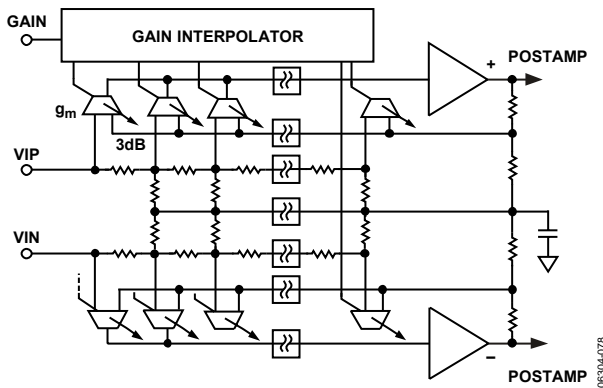 GAIN
GAIN INTERPOLATOR
+
POSTAMP
gm
3dB
VIP
VIN
–
POSTAMP
06304-078